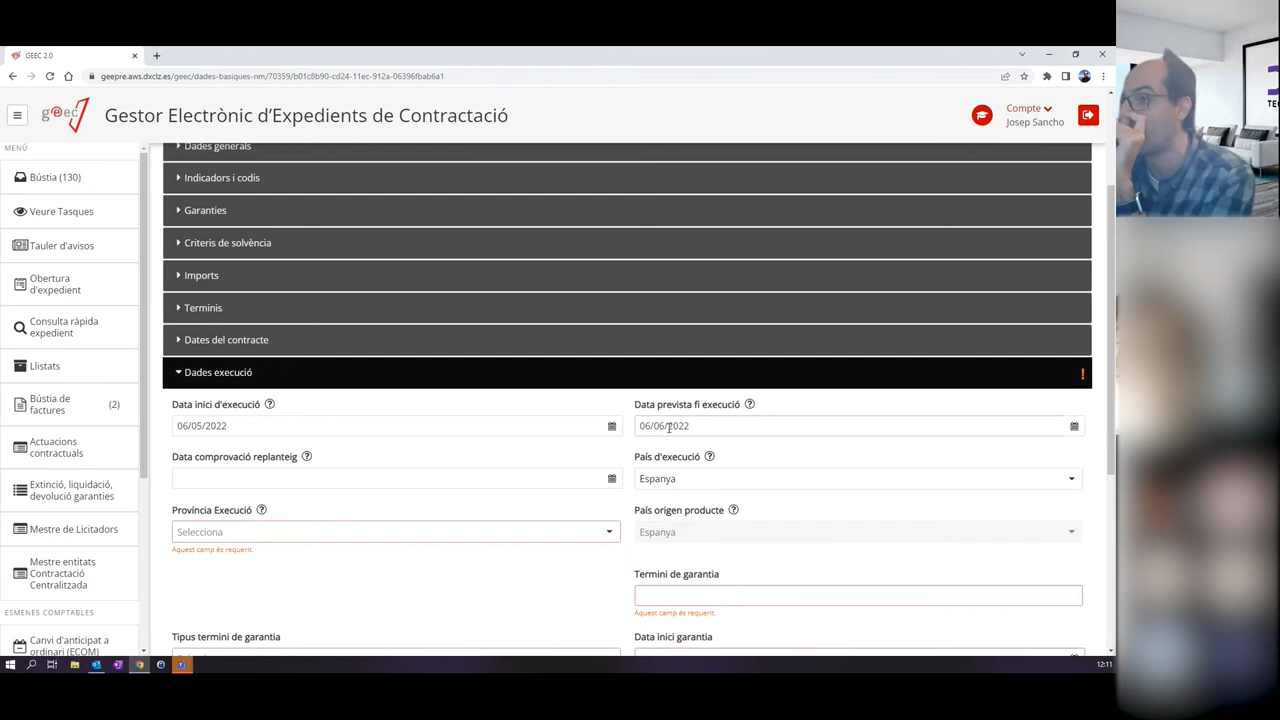 GEEC 2.0
geepre.aws.dxclz.es/geec/dades-basiques-nm/70359/b01c8b90-cd24-11ec-912a-06396fbab6a1
geec
Gestor Electrònic d'Expedients de Contractació
Compte
Josep Sancho
MENÚ
Bústia (130)
Veure Tasques
Tauler d'avisos
Obertura
d'expedient
Consulta ràpida
expedient
Llistats
Bústia de
factures
(2)
Actuacions
contractuals
Extinció, liquidació,
devolució garanties
Mestre de Licitadors
Mestre entitats
Contractació
Centralitzada
ESMENES COMPTABLES
Canvi d'anticipat a
ordinari (ECOM)
Dades generals
Indicadors i codis
Garanties
Criteris de solvència
Imports
Terminis
Dates del contracte
Dades execució
!
Data inici d'execució
Data prevista fi execució
06/05/2022
06/06/2022
Data comprovació replanteig
País d'execució
Espanya
Província Execució
País origen producte
Selecciona
Espanya
Aquest camp és requerit.
Termini de garantia
Aquest camp és requerit.
Tipus termini de garantia
Data inici garantia
12:11